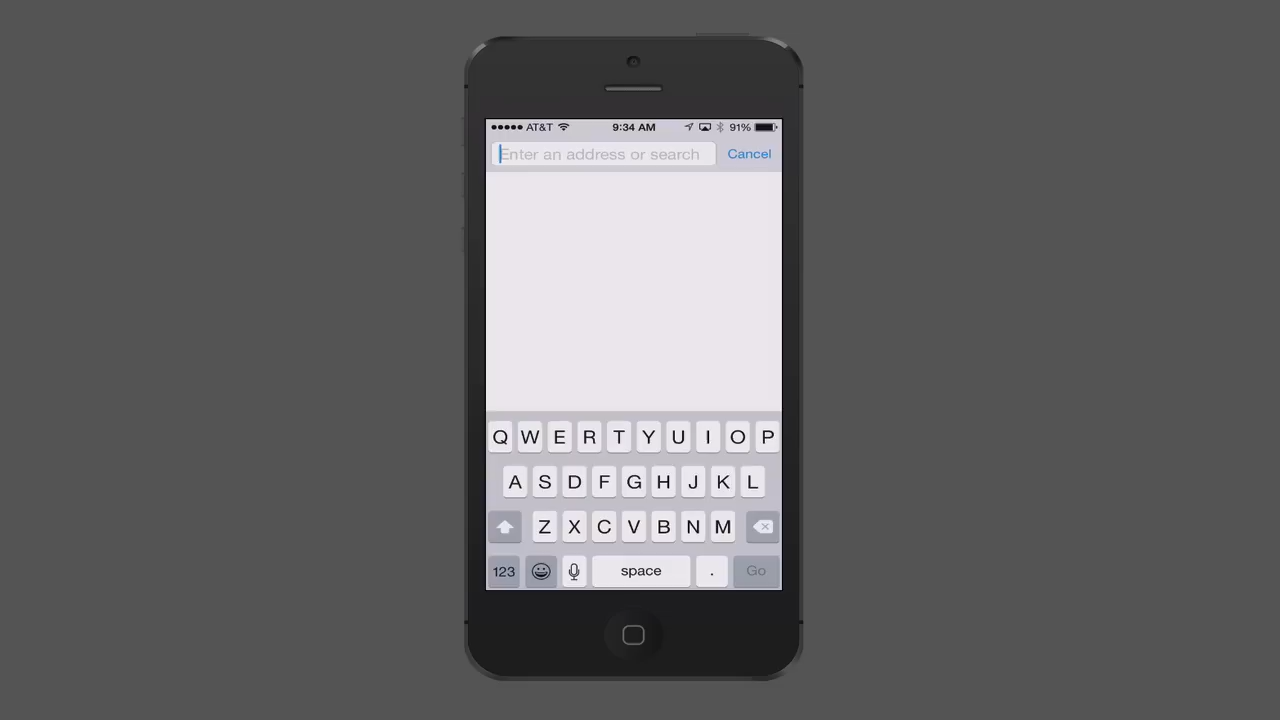 AT&T 9:34 AM 91%
Enter an address or search Cancel
Q W E R T Y U I O P
A S D F G H J K L
Z X C V B N M
123 space . Go